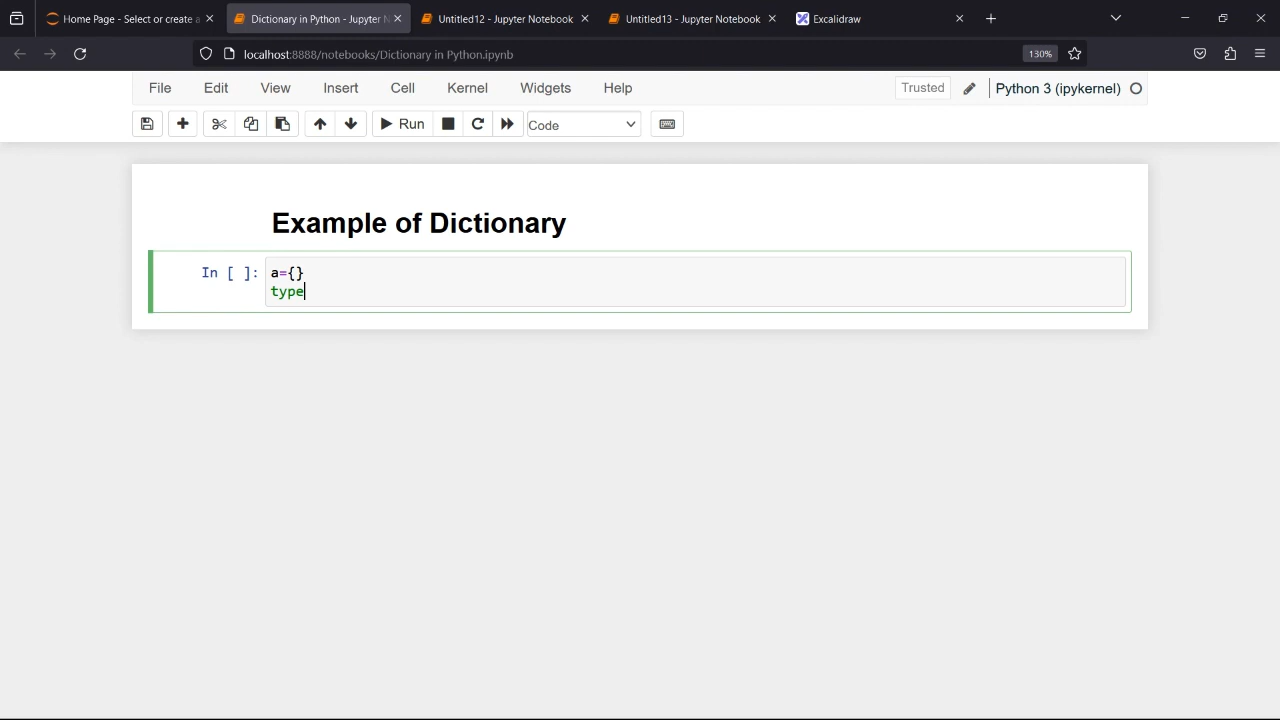 Home Page - Select or create a
Dictionary in Python - Jupyter N
Untitled12 - Jupyter Notebook
Untitled13 - Jupyter Notebook
Excalidraw
localhost:8888/notebooks/Dictionary in Python.ipynb
130%
File Edit View Insert Cell Kernel Widgets Help
Trusted
Python 3 (ipykernel)
Run
Code
Example of Dictionary
In [ ]: a={}
type